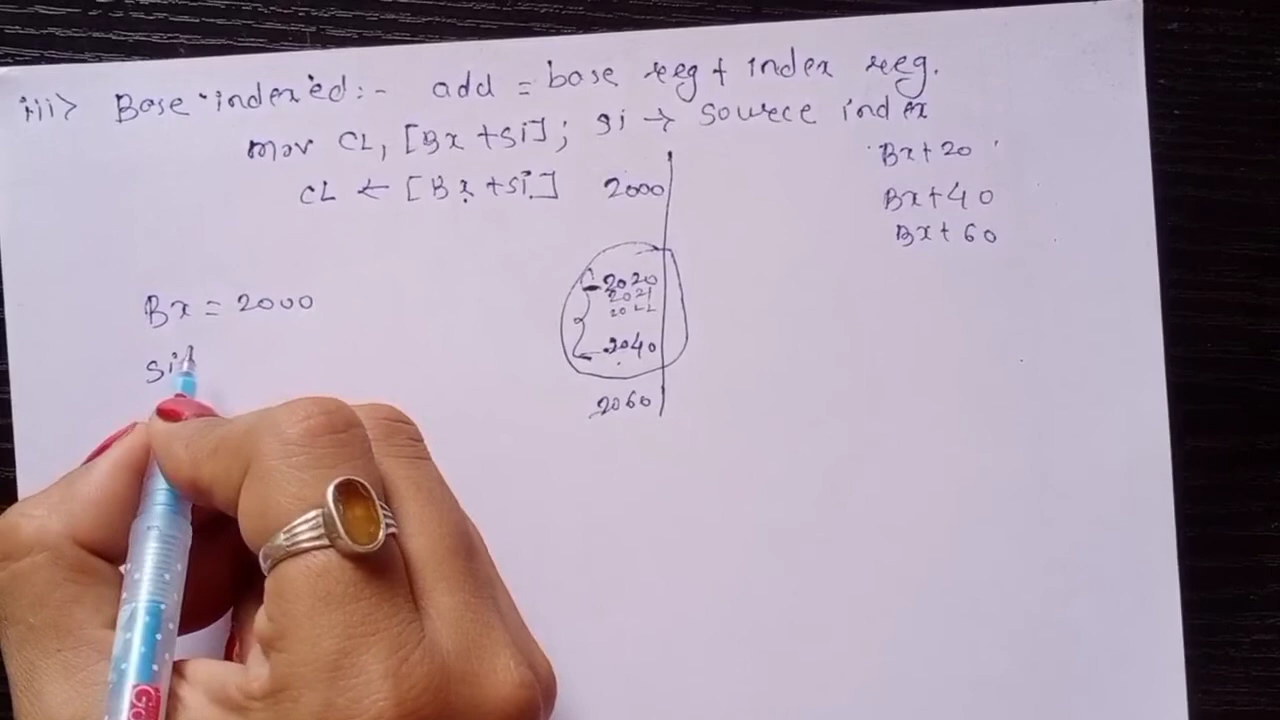 iii> Base indexed:- add = base reg + index reg.
mov CL, [Bx + si]; si → source index
CL ← [Bx + si]
2000
2020
2021
2022
2040
2060
Bx+20
Bx+40
Bx+60
Bx = 2000
si
Go